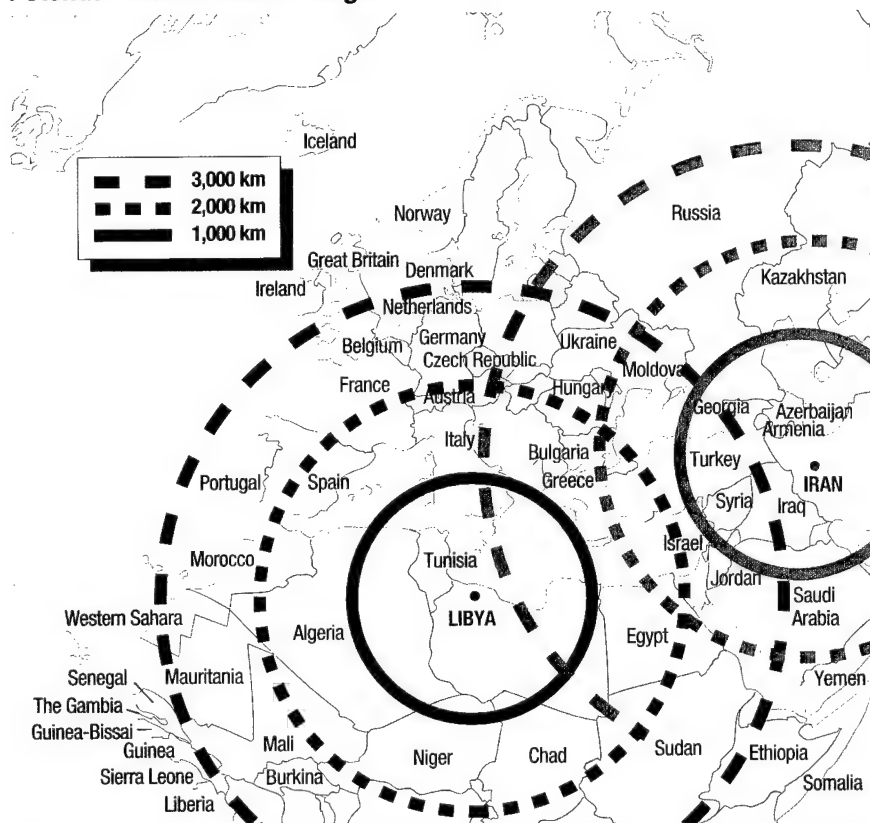 Iceland
3,000 km
2,000 km
1,000 km
Norway
Russia
Great Britain
Denmark
Ireland
Kazakhstan
Netherlands
Germany
Ukraine
Belgium
Czech Republic
Moldova
France
Hungary
Austria
Georgia
Azerbaijan
Armenia
Italy
Bulgaria
Turkey
Portugal
Spain
Greece
IRAN
Syria
Iraq
Israel
Morocco
Tunisia
Jordan
Saudi
Arabia
LIBYA
Western Sahara
Algeria
Egypt
Senegal
Mauritania
Yemen
The Gambia
Guinea-Bissai
Guinea
Mali
Niger
Chad
Sudan
Ethiopia
Sierra Leone
Burkina
Somalia
Liberia